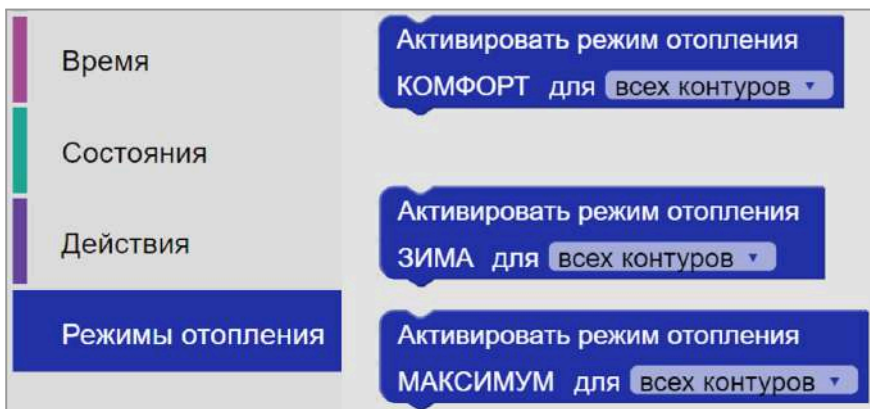 Время
Состояния
Действия
Режимы отопления
Активировать режим отопления
КОМФОРТ для всех контуров
Активировать режим отопления
ЗИМА для всех контуров
Активировать режим отопления
МАКСИМУМ для всех контуров